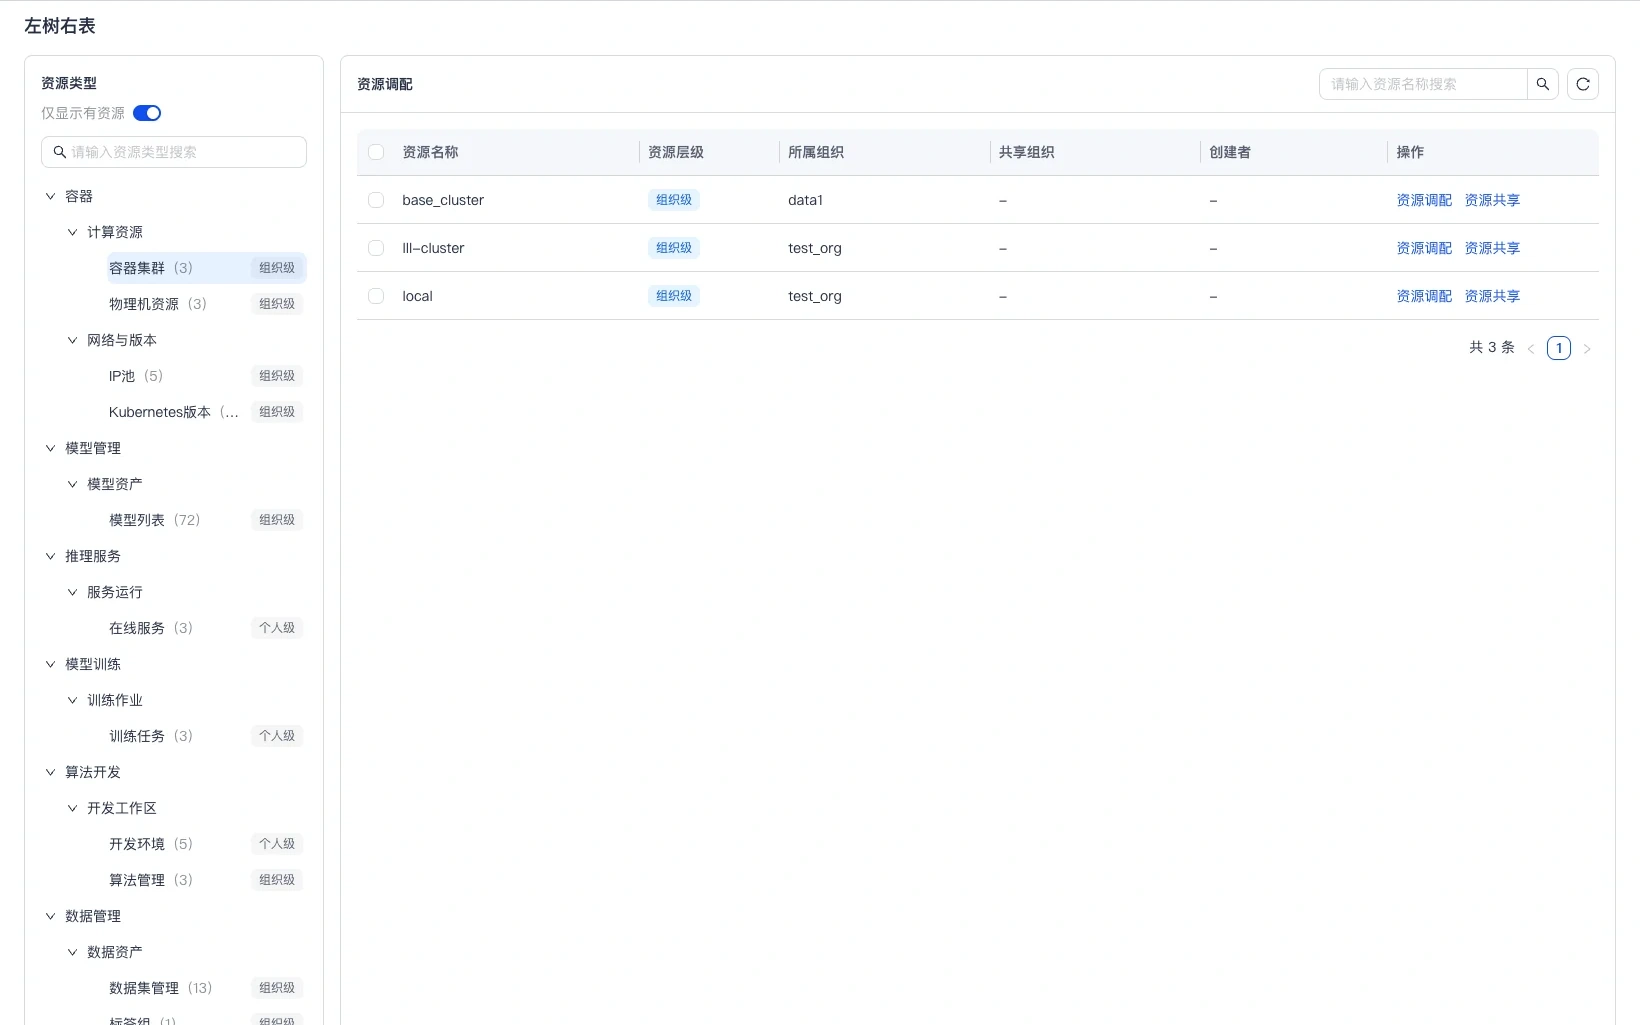 左树右表
资源类型
仅显示有资源
请输入资源类型搜索
容器
计算资源
容器集群 (3) 组织级
物理机资源 (3) 组织级
网络与版本
IP池 (5) 组织级
Kubernetes版本 (... 组织级
模型管理
模型资产
模型列表 (72) 组织级
推理服务
服务运行
在线服务 (3) 个人级
模型训练
训练作业
训练任务 (3) 个人级
算法开发
开发工作区
开发环境 (5) 个人级
算法管理 (3) 组织级
数据管理
数据资产
数据集管理 (13) 组织级
标签组 (1) 组织级
资源调配
请输入资源名称搜索
资源名称 资源层级 所属组织 共享组织 创建者 操作
base_cluster 组织级 data1 – – 资源调配 资源共享
lll-cluster 组织级 test_org – – 资源调配 资源共享
local 组织级 test_org – – 资源调配 资源共享
共 3 条 < 1 >